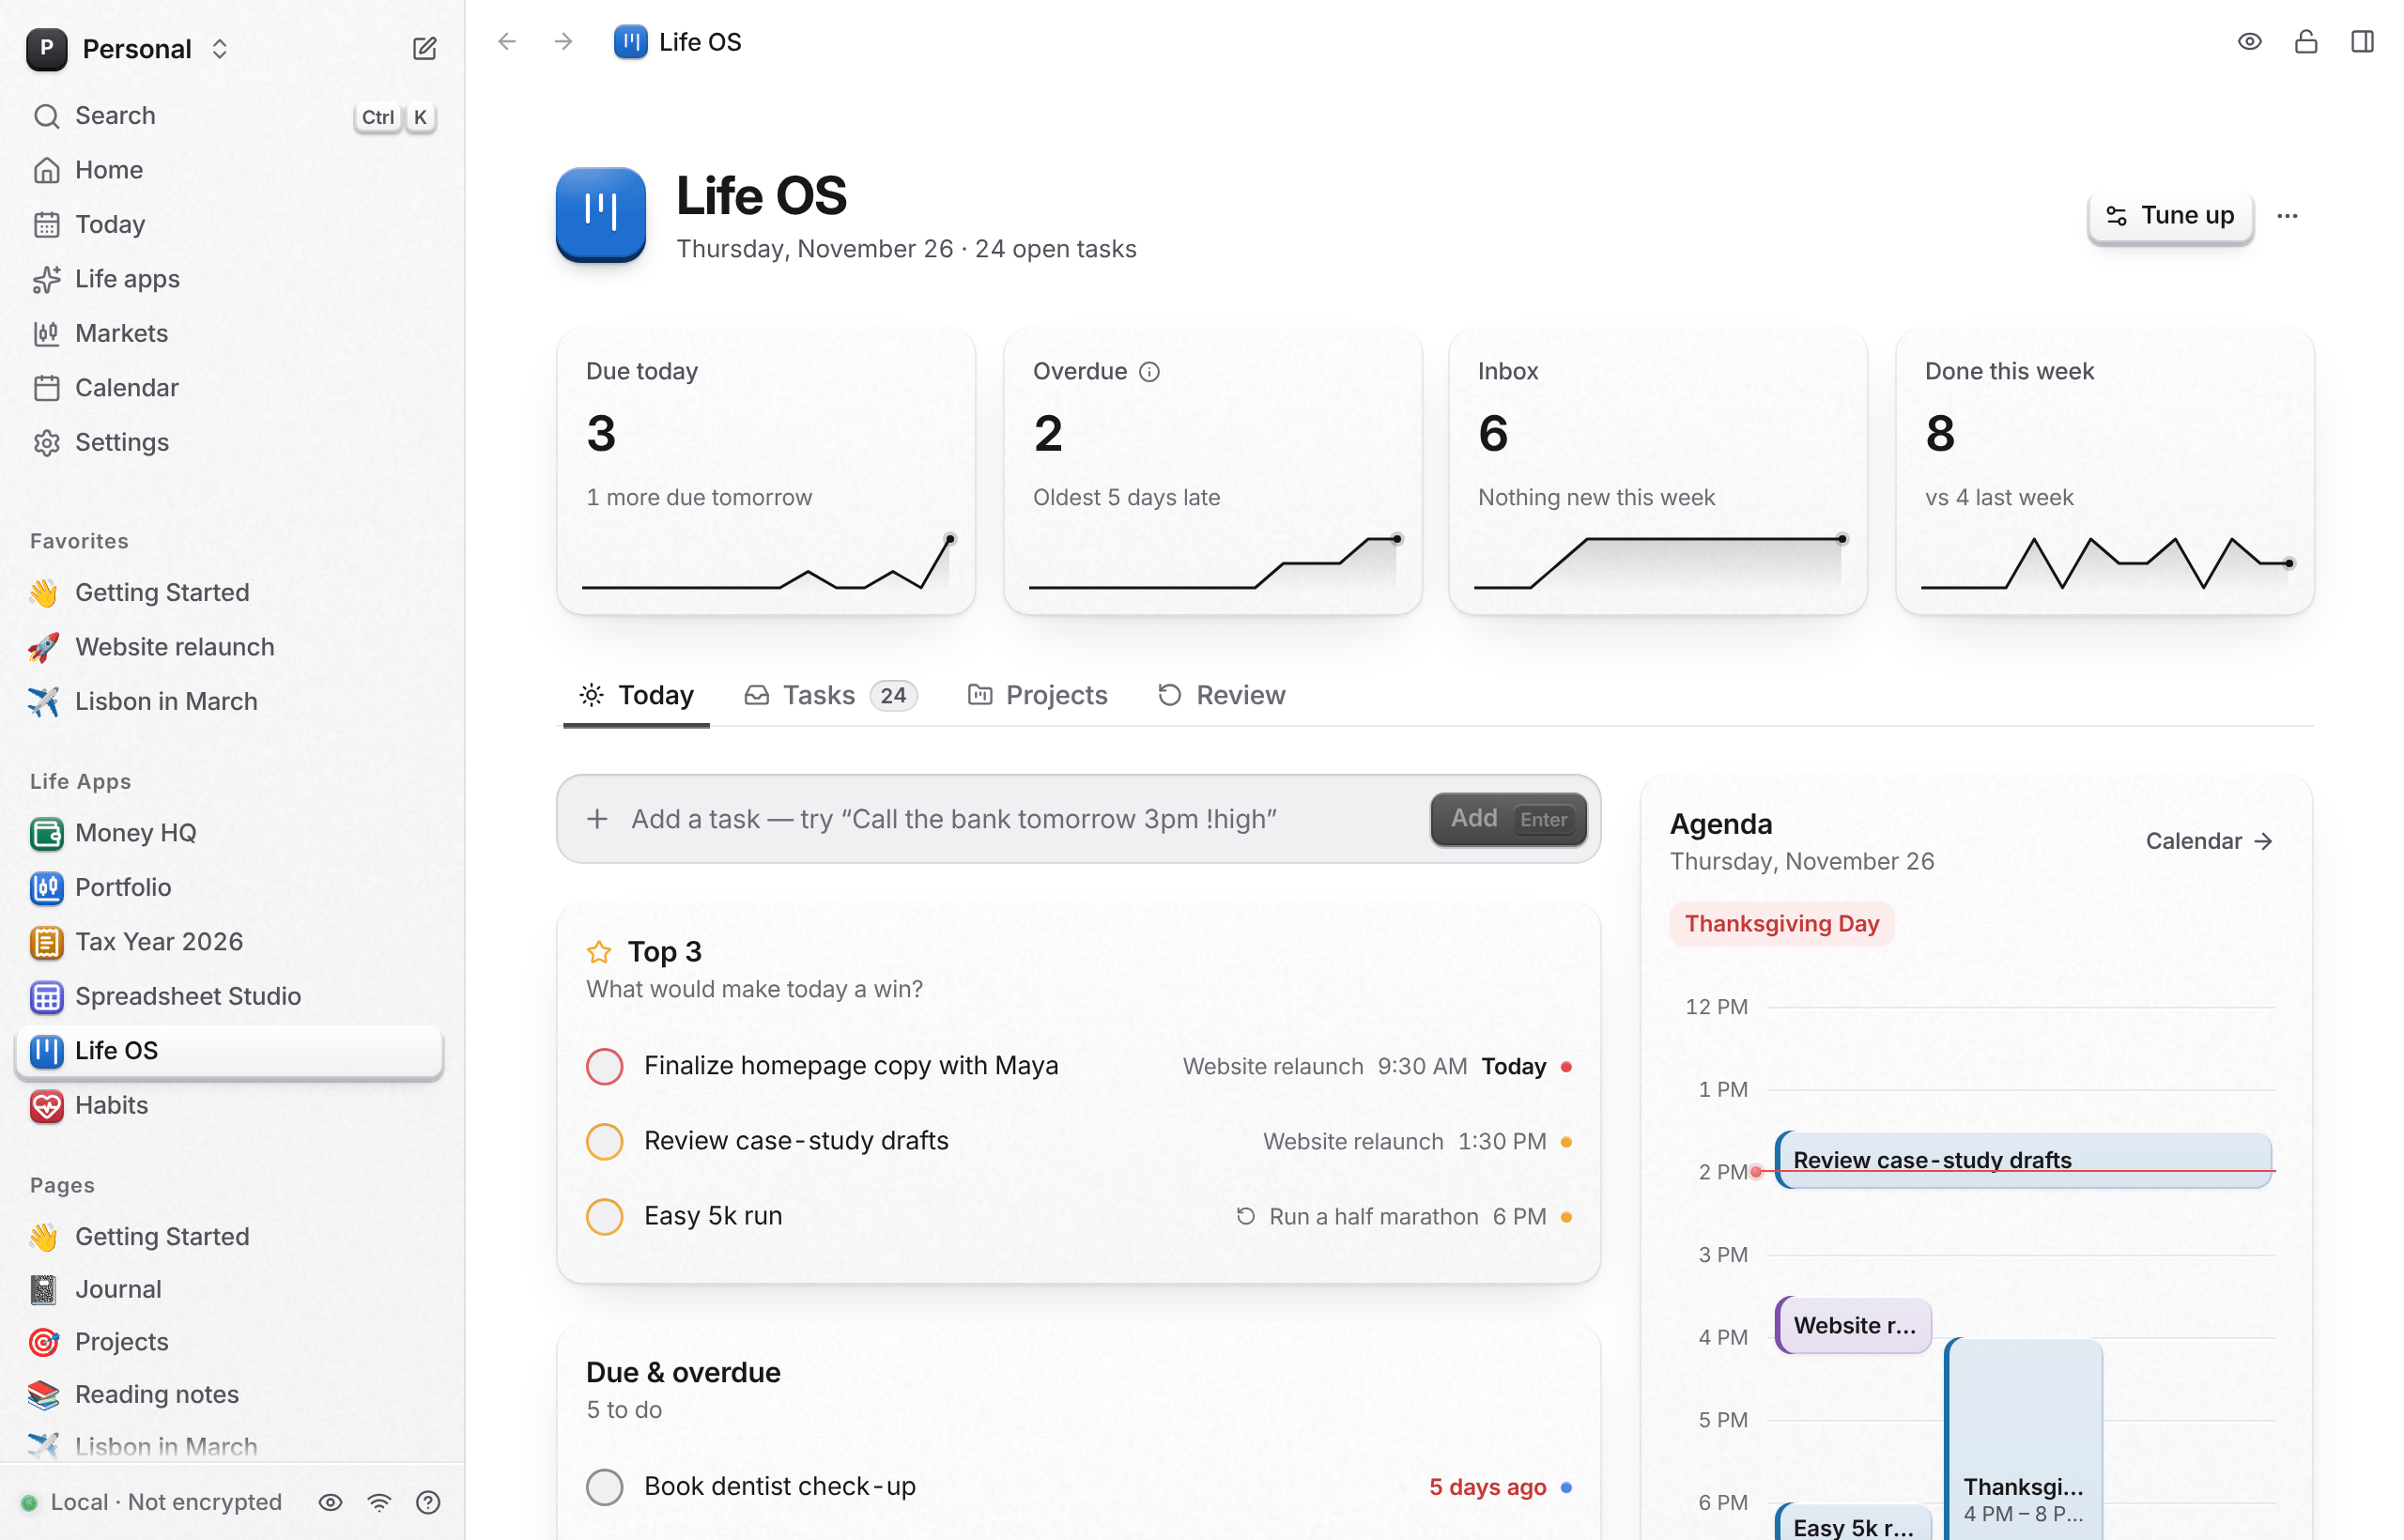 P Personal
Search Ctrl K
Home
Today
Life apps
Markets
Calendar
Settings
Favorites
Getting Started
Website relaunch
Lisbon in March
Life Apps
Money HQ
Portfolio
Tax Year 2026
Spreadsheet Studio
Life OS
Habits
Pages
Getting Started
Journal
Projects
Reading notes
Lisbon in March
Local · Not encrypted
Life OS
Life OS
Thursday, November 26 · 24 open tasks
Tune up
Due today
3
1 more due tomorrow
Overdue
2
Oldest 5 days late
Inbox
6
Nothing new this week
Done this week
8
vs 4 last week
Today
Tasks 24
Projects
Review
Add a task — try “Call the bank tomorrow 3pm !high”
Add Enter
Top 3
What would make today a win?
Finalize homepage copy with Maya Website relaunch 9:30 AM Today
Review case-study drafts Website relaunch 1:30 PM
Easy 5k run Run a half marathon 6 PM
Due & overdue
5 to do
Book dentist check-up 5 days ago
Agenda
Thursday, November 26
Calendar
Thanksgiving Day
12 PM
1 PM
Review case-study drafts
2 PM
3 PM
Website r...
4 PM
5 PM
Thanksgi...
4 PM – 8 P...
6 PM
Easy 5k r...